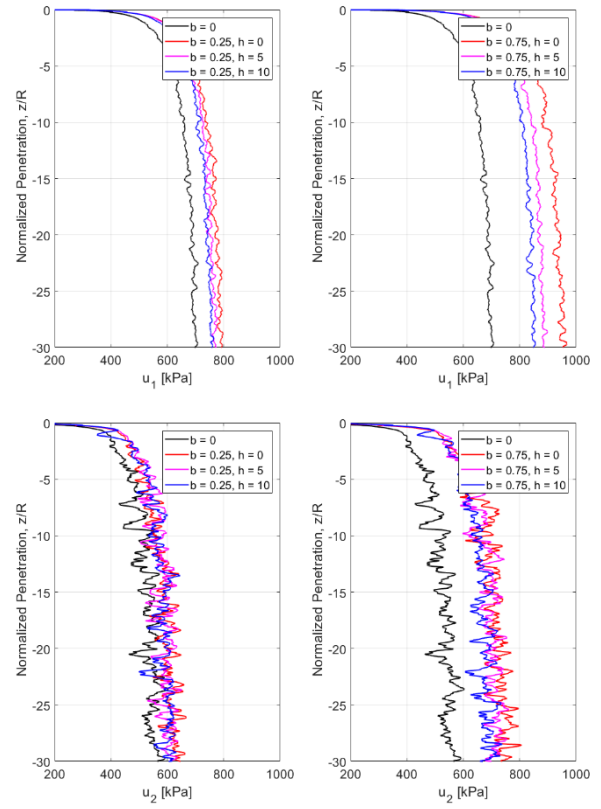 0
-5
-10
-15
-20
-25
-30
200 400 600 800 1000
Normalized Penetration, z/R
u1 [kPa]
b = 0
b = 0.25, h = 0
b = 0.25, h = 5
b = 0.25, h = 10
0
-5
-10
-15
-20
-25
-30
200 400 600 800 1000
Normalized Penetration, z/R
u1 [kPa]
b = 0
b = 0.75, h = 0
b = 0.75, h = 5
b = 0.75, h = 10
0
-5
-10
-15
-20
-25
-30
200 400 600 800 1000
Normalized Penetration, z/R
u2 [kPa]
b = 0
b = 0.25, h = 0
b = 0.25, h = 5
b = 0.25, h = 10
0
-5
-10
-15
-20
-25
-30
200 400 600 800 1000
Normalized Penetration, z/R
u2 [kPa]
b = 0
b = 0.75, h = 0
b = 0.75, h = 5
b = 0.75, h = 10